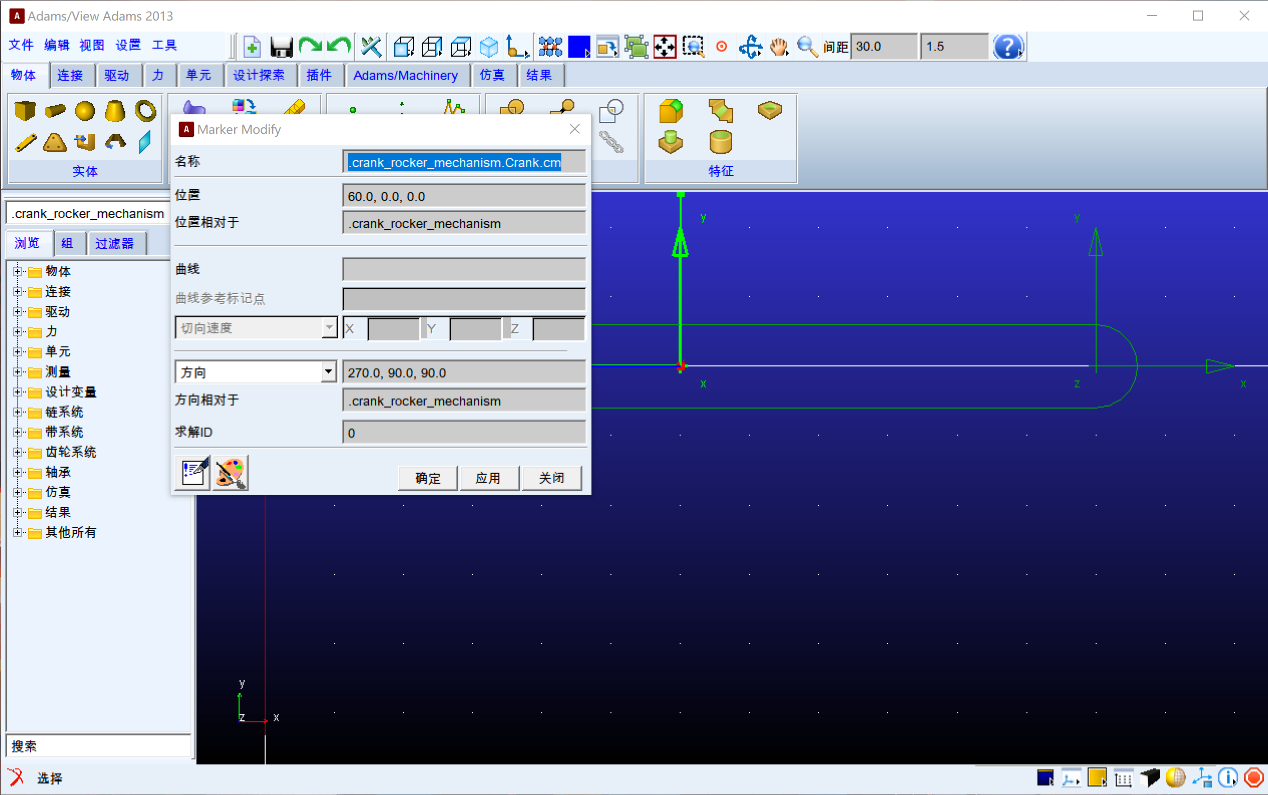 Adams/View Adams 2013
文件 编辑 视图 设置 工具
间距 30.0 1.5
物体 连接 驱动 力 单元 设计探索 插件 Adams/Machinery 仿真 结果
实体
特征
Marker Modify
名称 .crank_rocker_mechanism.Crank.cm
位置 60.0, 0.0, 0.0
位置相对于 .crank_rocker_mechanism
曲线
曲线参考标记点
切向速度 X Y Z
方向 270.0, 90.0, 90.0
方向相对于 .crank_rocker_mechanism
求解ID 0
确定 应用 关闭
.crank_rocker_mechanism
浏览 组 过滤器
物体
连接
驱动
力
单元
测量
设计变量
链系统
带系统
齿轮系统
轴承
仿真
结果
其他所有
搜索
选择
y
x
y
z
x
y
z
x